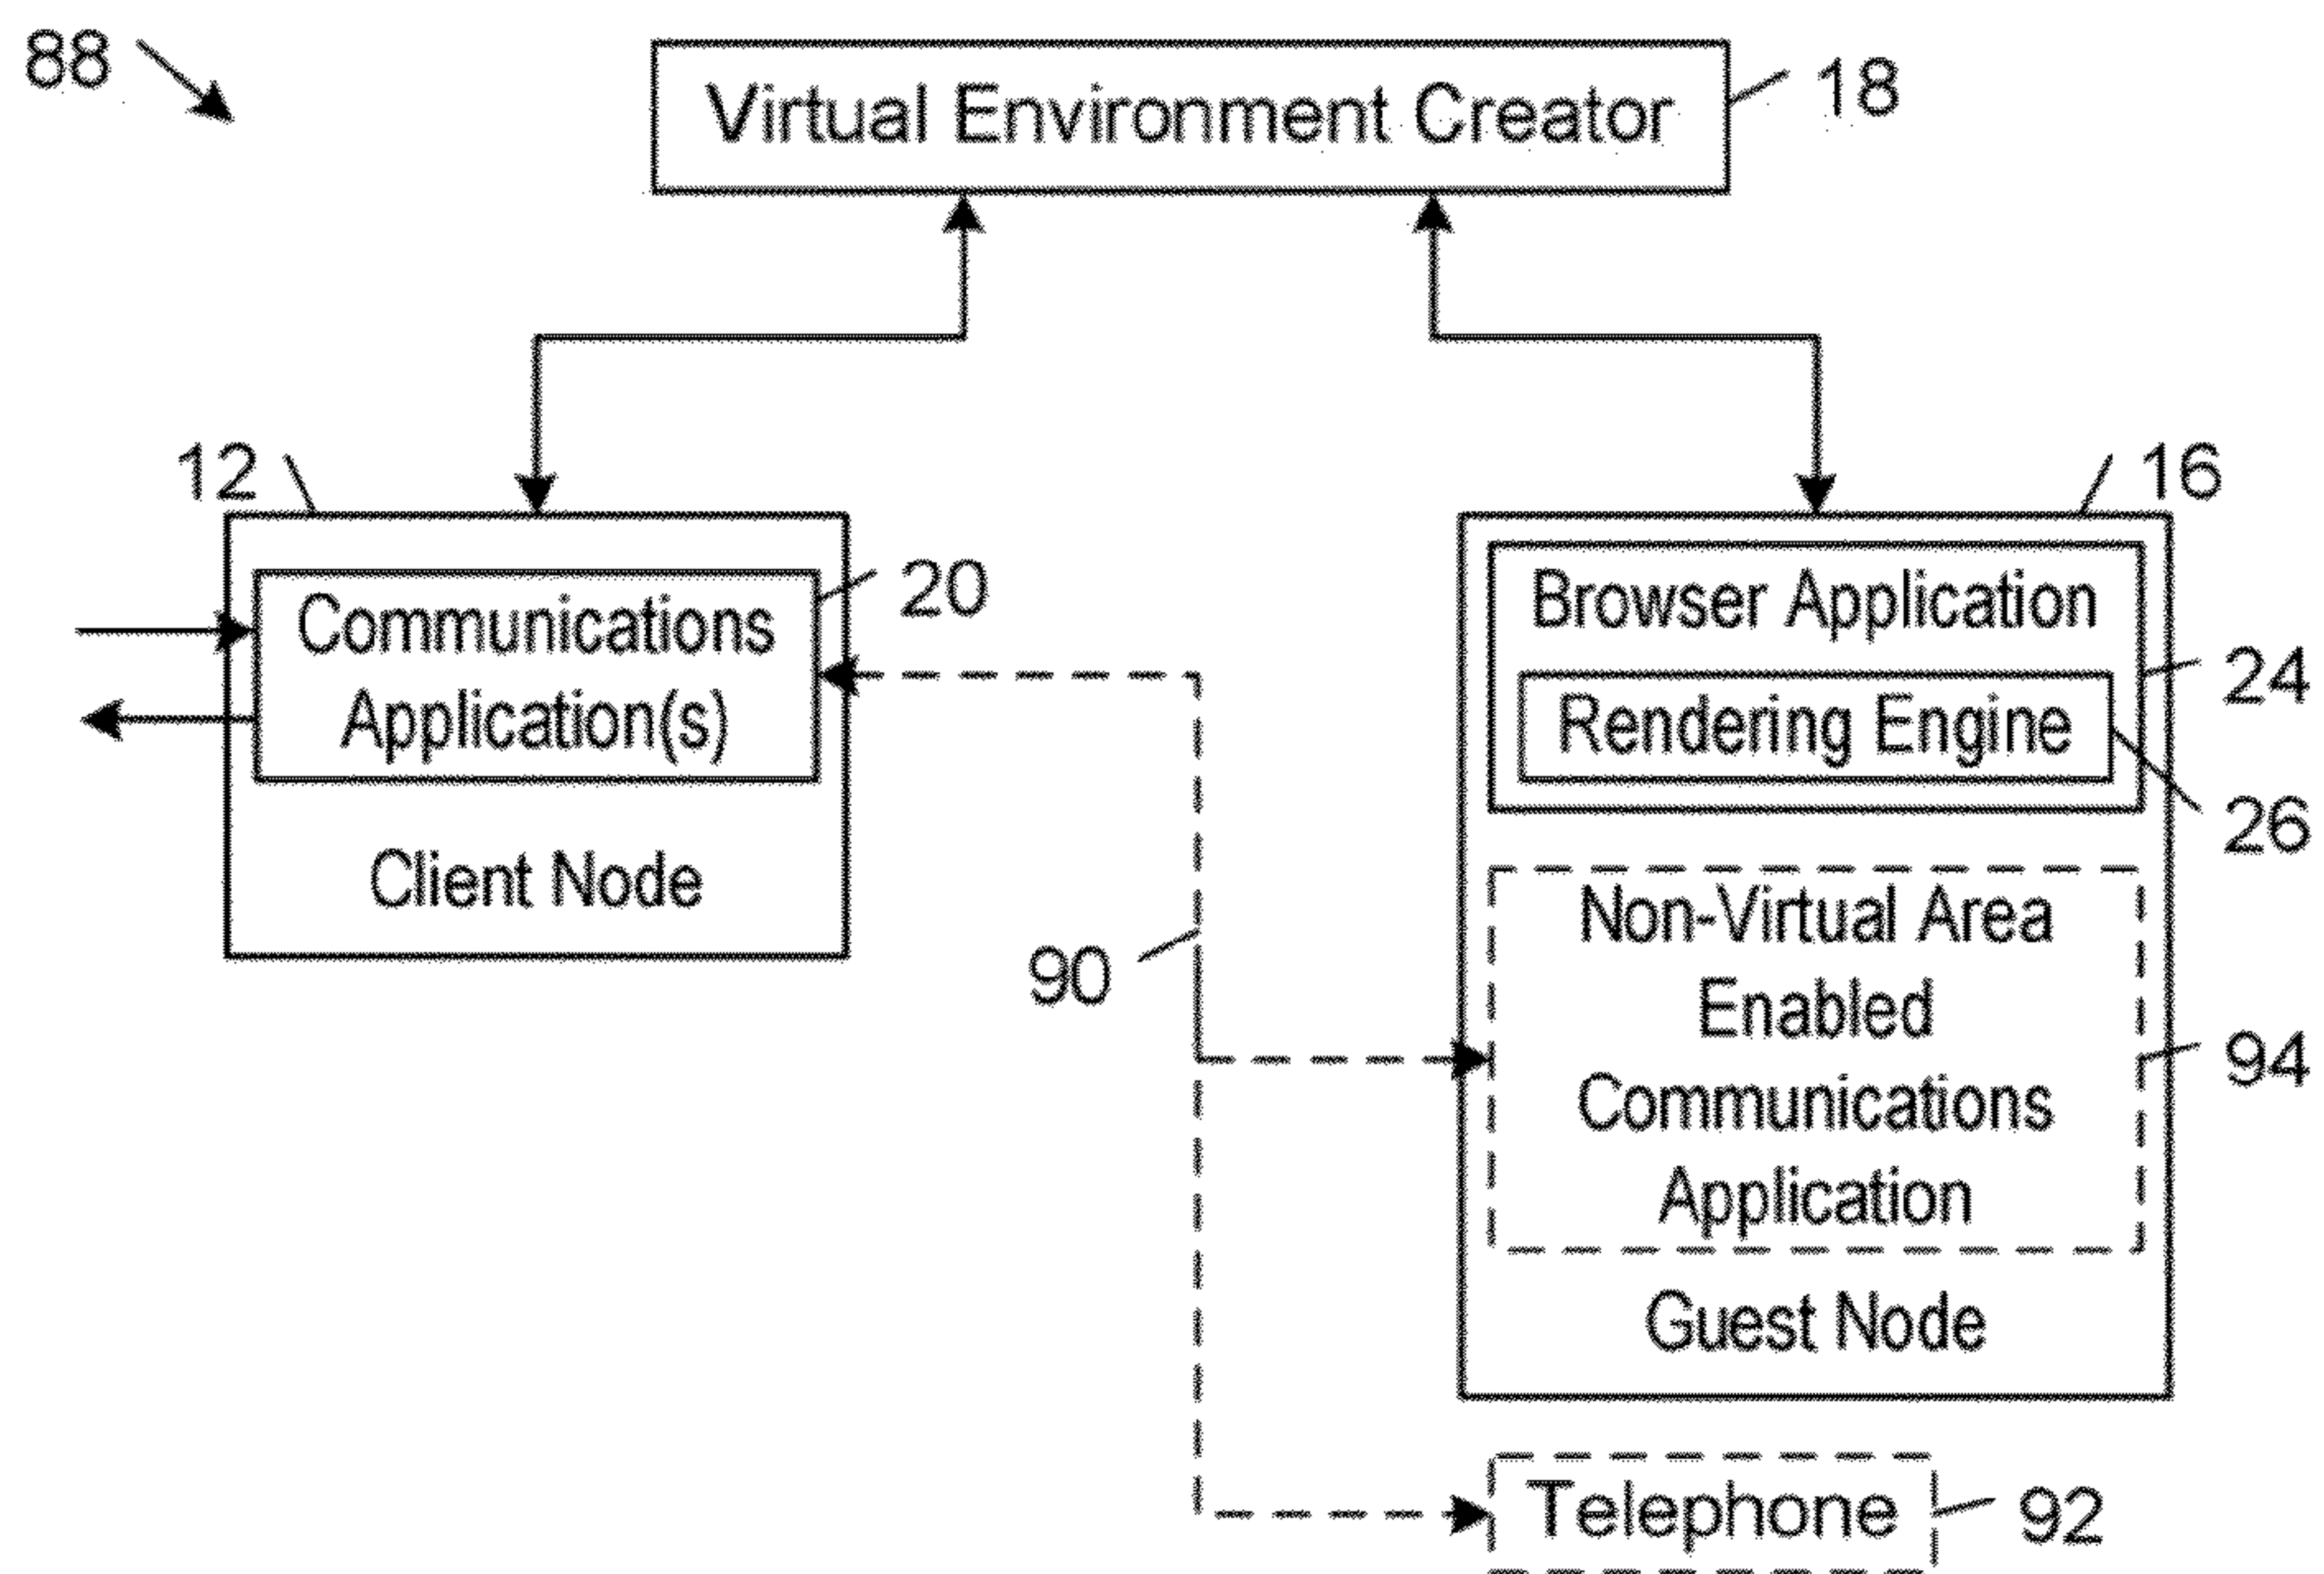 88
Virtual Environment Creator
18
12
16
Communications
Application(s)
20
Client Node
Browser Application
24
Rendering Engine
26
90
Non-Virtual Area
Enabled
Communications
Application
94
Guest Node
Telephone
92